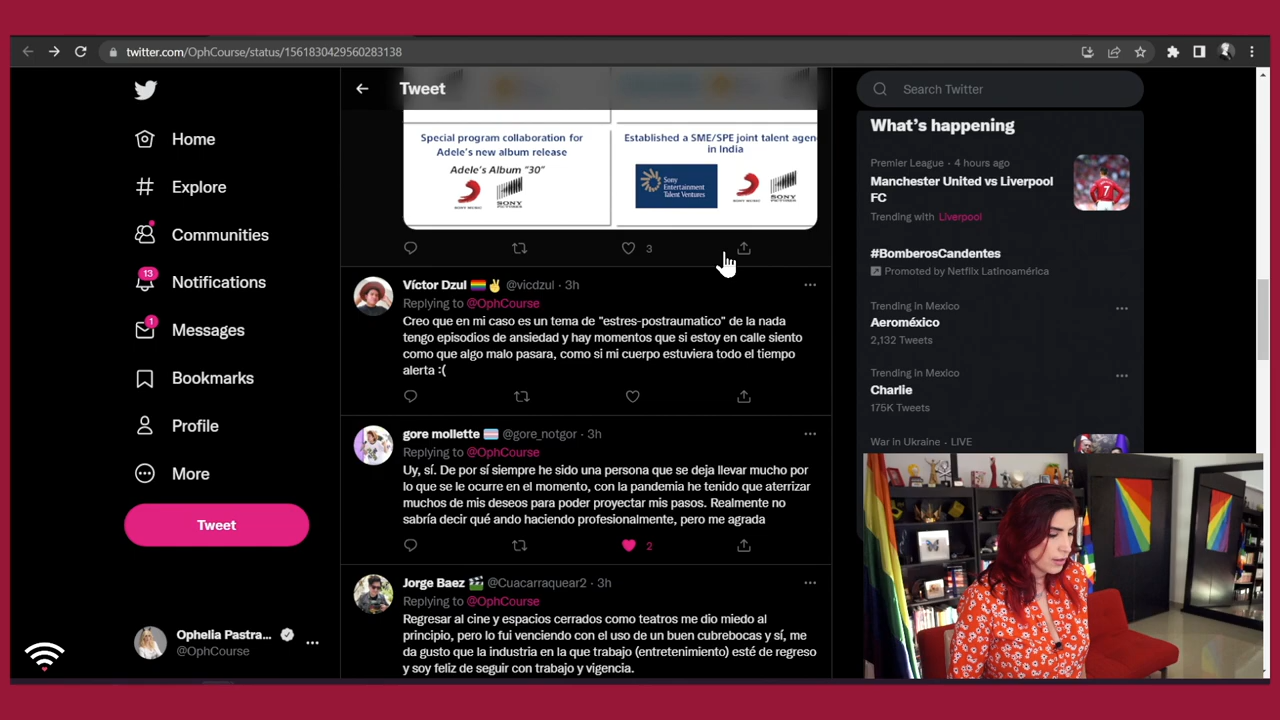 twitter.com/OphCourse/status/1561830429560283138
Home
Explore
Communities
13
Notifications
1
Messages
Bookmarks
Profile
More
Tweet
Ophelia Pastra...
@OphCourse
Tweet
Special program collaboration for
Adele's new album release
Adele's Album "30"
SONY MUSIC
SONY
PICTURES
Established a SME/SPE joint talent agen
in India
Sony
Entertainment
Talent Ventures
SONY MUSIC
SONY
PICTURES
3
Víctor Dzul 🏳️‍🌈✌️ @vicdzul · 3h
Replying to @OphCourse
Creo que en mi caso es un tema de "estres-postraumatico" de la nada
tengo episodios de ansiedad y hay momentos que si estoy en calle siento
como que algo malo pasara, como si mi cuerpo estuviera todo el tiempo
alerta :(
gore mollette 🏳️‍⚧️ @gore_notgor · 3h
Replying to @OphCourse
Uy, sí. De por sí siempre he sido una persona que se deja llevar mucho por
lo que se le ocurre en el momento, con la pandemia he tenido que aterrizar
muchos de mis deseos para poder proyectar mis pasos. Realmente no
sabría decir qué ando haciendo profesionalmente, pero me agrada
2
Jorge Baez 🎬 @Cuacarraquear2 · 3h
Replying to @OphCourse
Regresar al cine y espacios cerrados como teatros me dio miedo al
principio, pero lo fui venciendo con el uso de un buen cubrebocas y sí, me
da gusto que la industria en la que trabajo (entretenimiento) esté de regreso
y soy feliz de seguir con trabajo y vigencia.
Search Twitter
What's happening
Premier League · 4 hours ago
Manchester United vs Liverpool
FC
Trending with Liverpool
#BomberosCandentes
Promoted by Netflix Latinoamérica
Trending in Mexico
Aeroméxico
2,132 Tweets
Trending in Mexico
Charlie
175K Tweets
War in Ukraine · LIVE